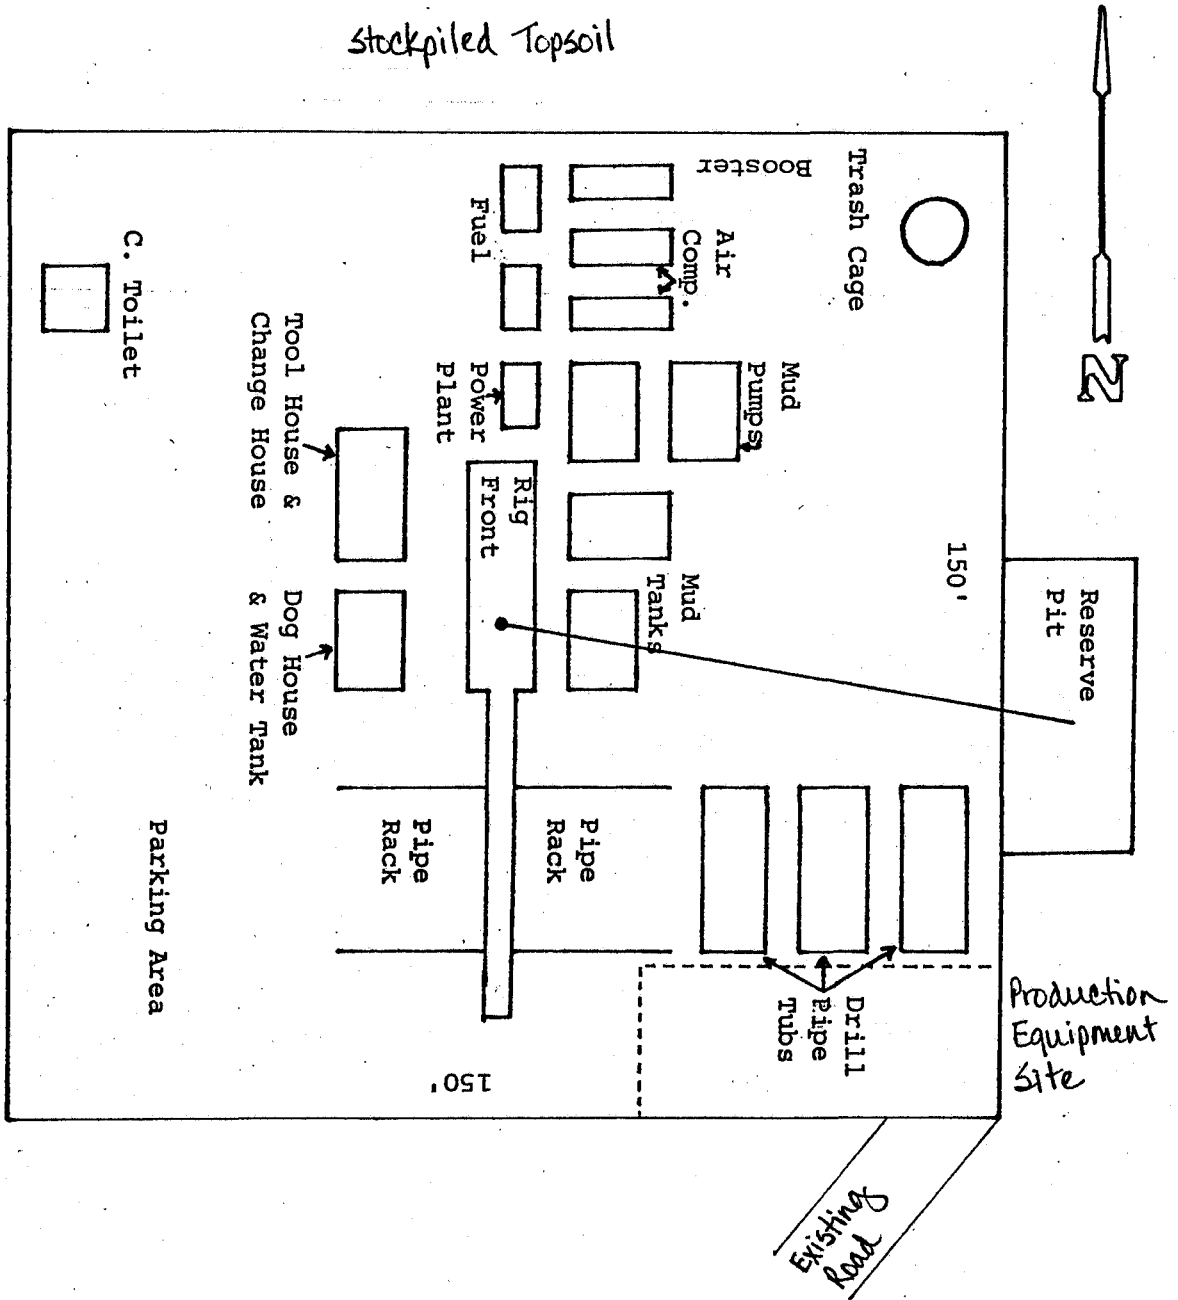 stockpiled Topsoil
N
Booster
Trash Cage
Air
Comp.
Fuel
C. Toilet
Tool House &
Change House
Power
Plant
Mud
Pumps
Rig
Front
150'
Reserve
Pit
Mud
Tanks
Dog House
& Water Tank
Pipe
Rack
Pipe
Rack
Parking Area
Drill
Pipe
Tubs
Production
Equipment
Site
150'
Existing
Road